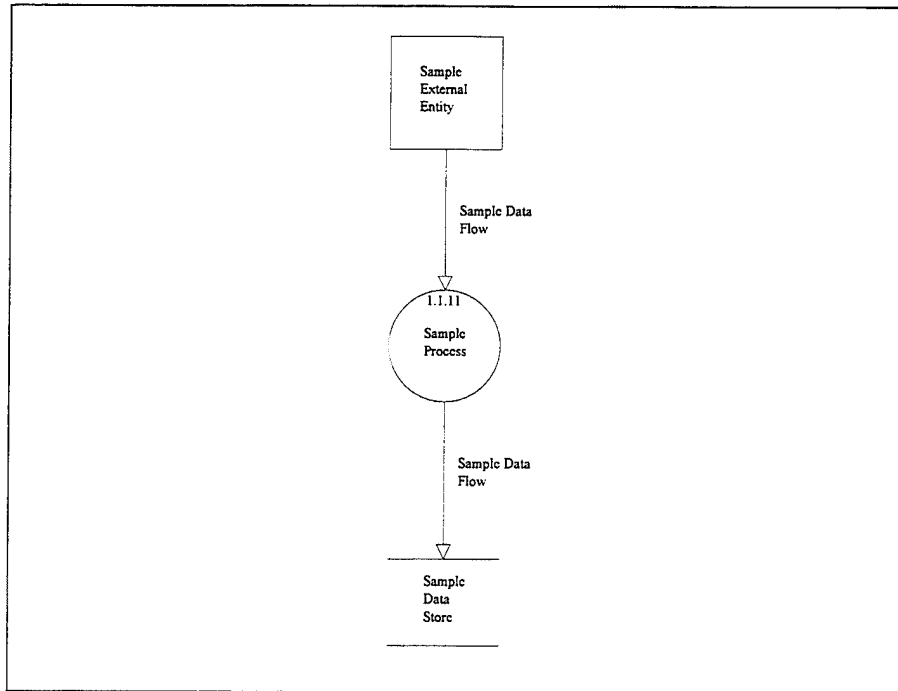 Sample
External
Entity
Sample Data
Flow
1.1.11
Sample
Process
Sample Data
Flow
Sample
Data
Store